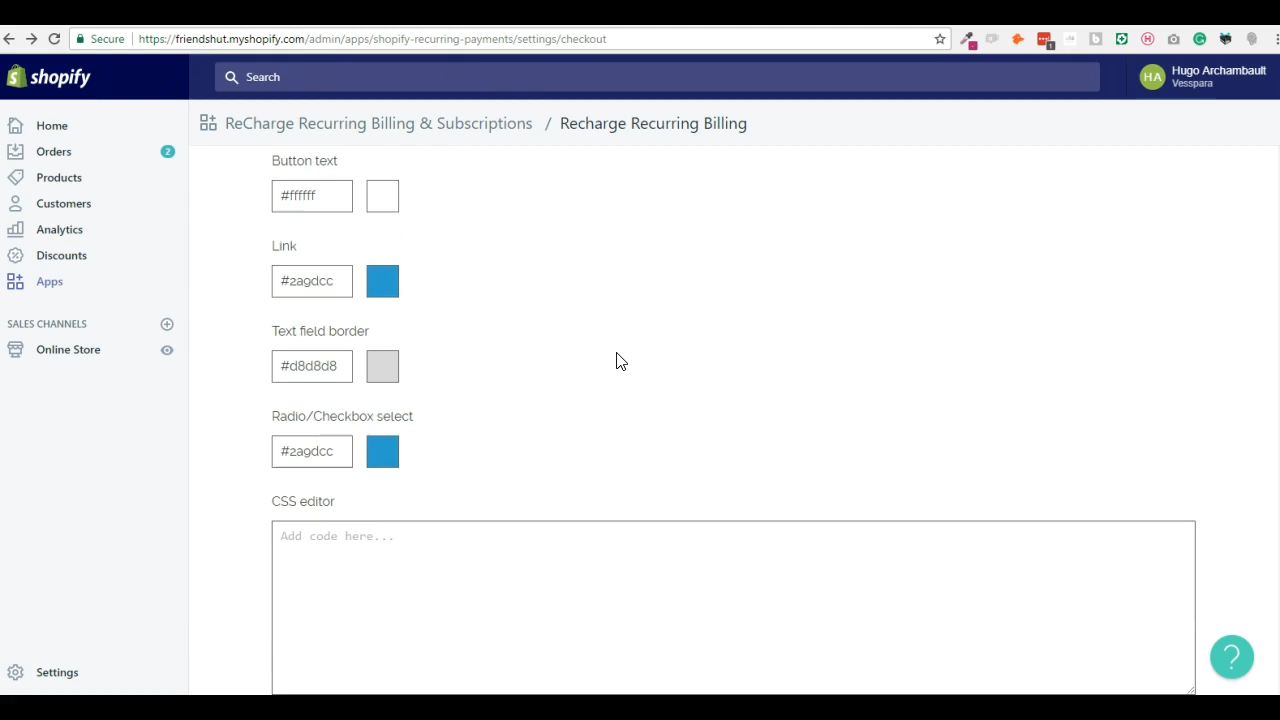 Secure
https://friendshut.myshopify.com/admin/apps/shopify-recurring-payments/settings/checkout
1
shopify
Search
HA
Hugo Archambault
Vesspara
ReCharge Recurring Billing & Subscriptions / Recharge Recurring Billing
Home
Orders 2
Products
Customers
Analytics
Discounts
Apps
SALES CHANNELS
Online Store
Settings
Button text
#ffffff
Link
#2a9dcc
Text field border
#d8d8d8
Radio/Checkbox select
#2a9dcc
CSS editor
Add code here...
?